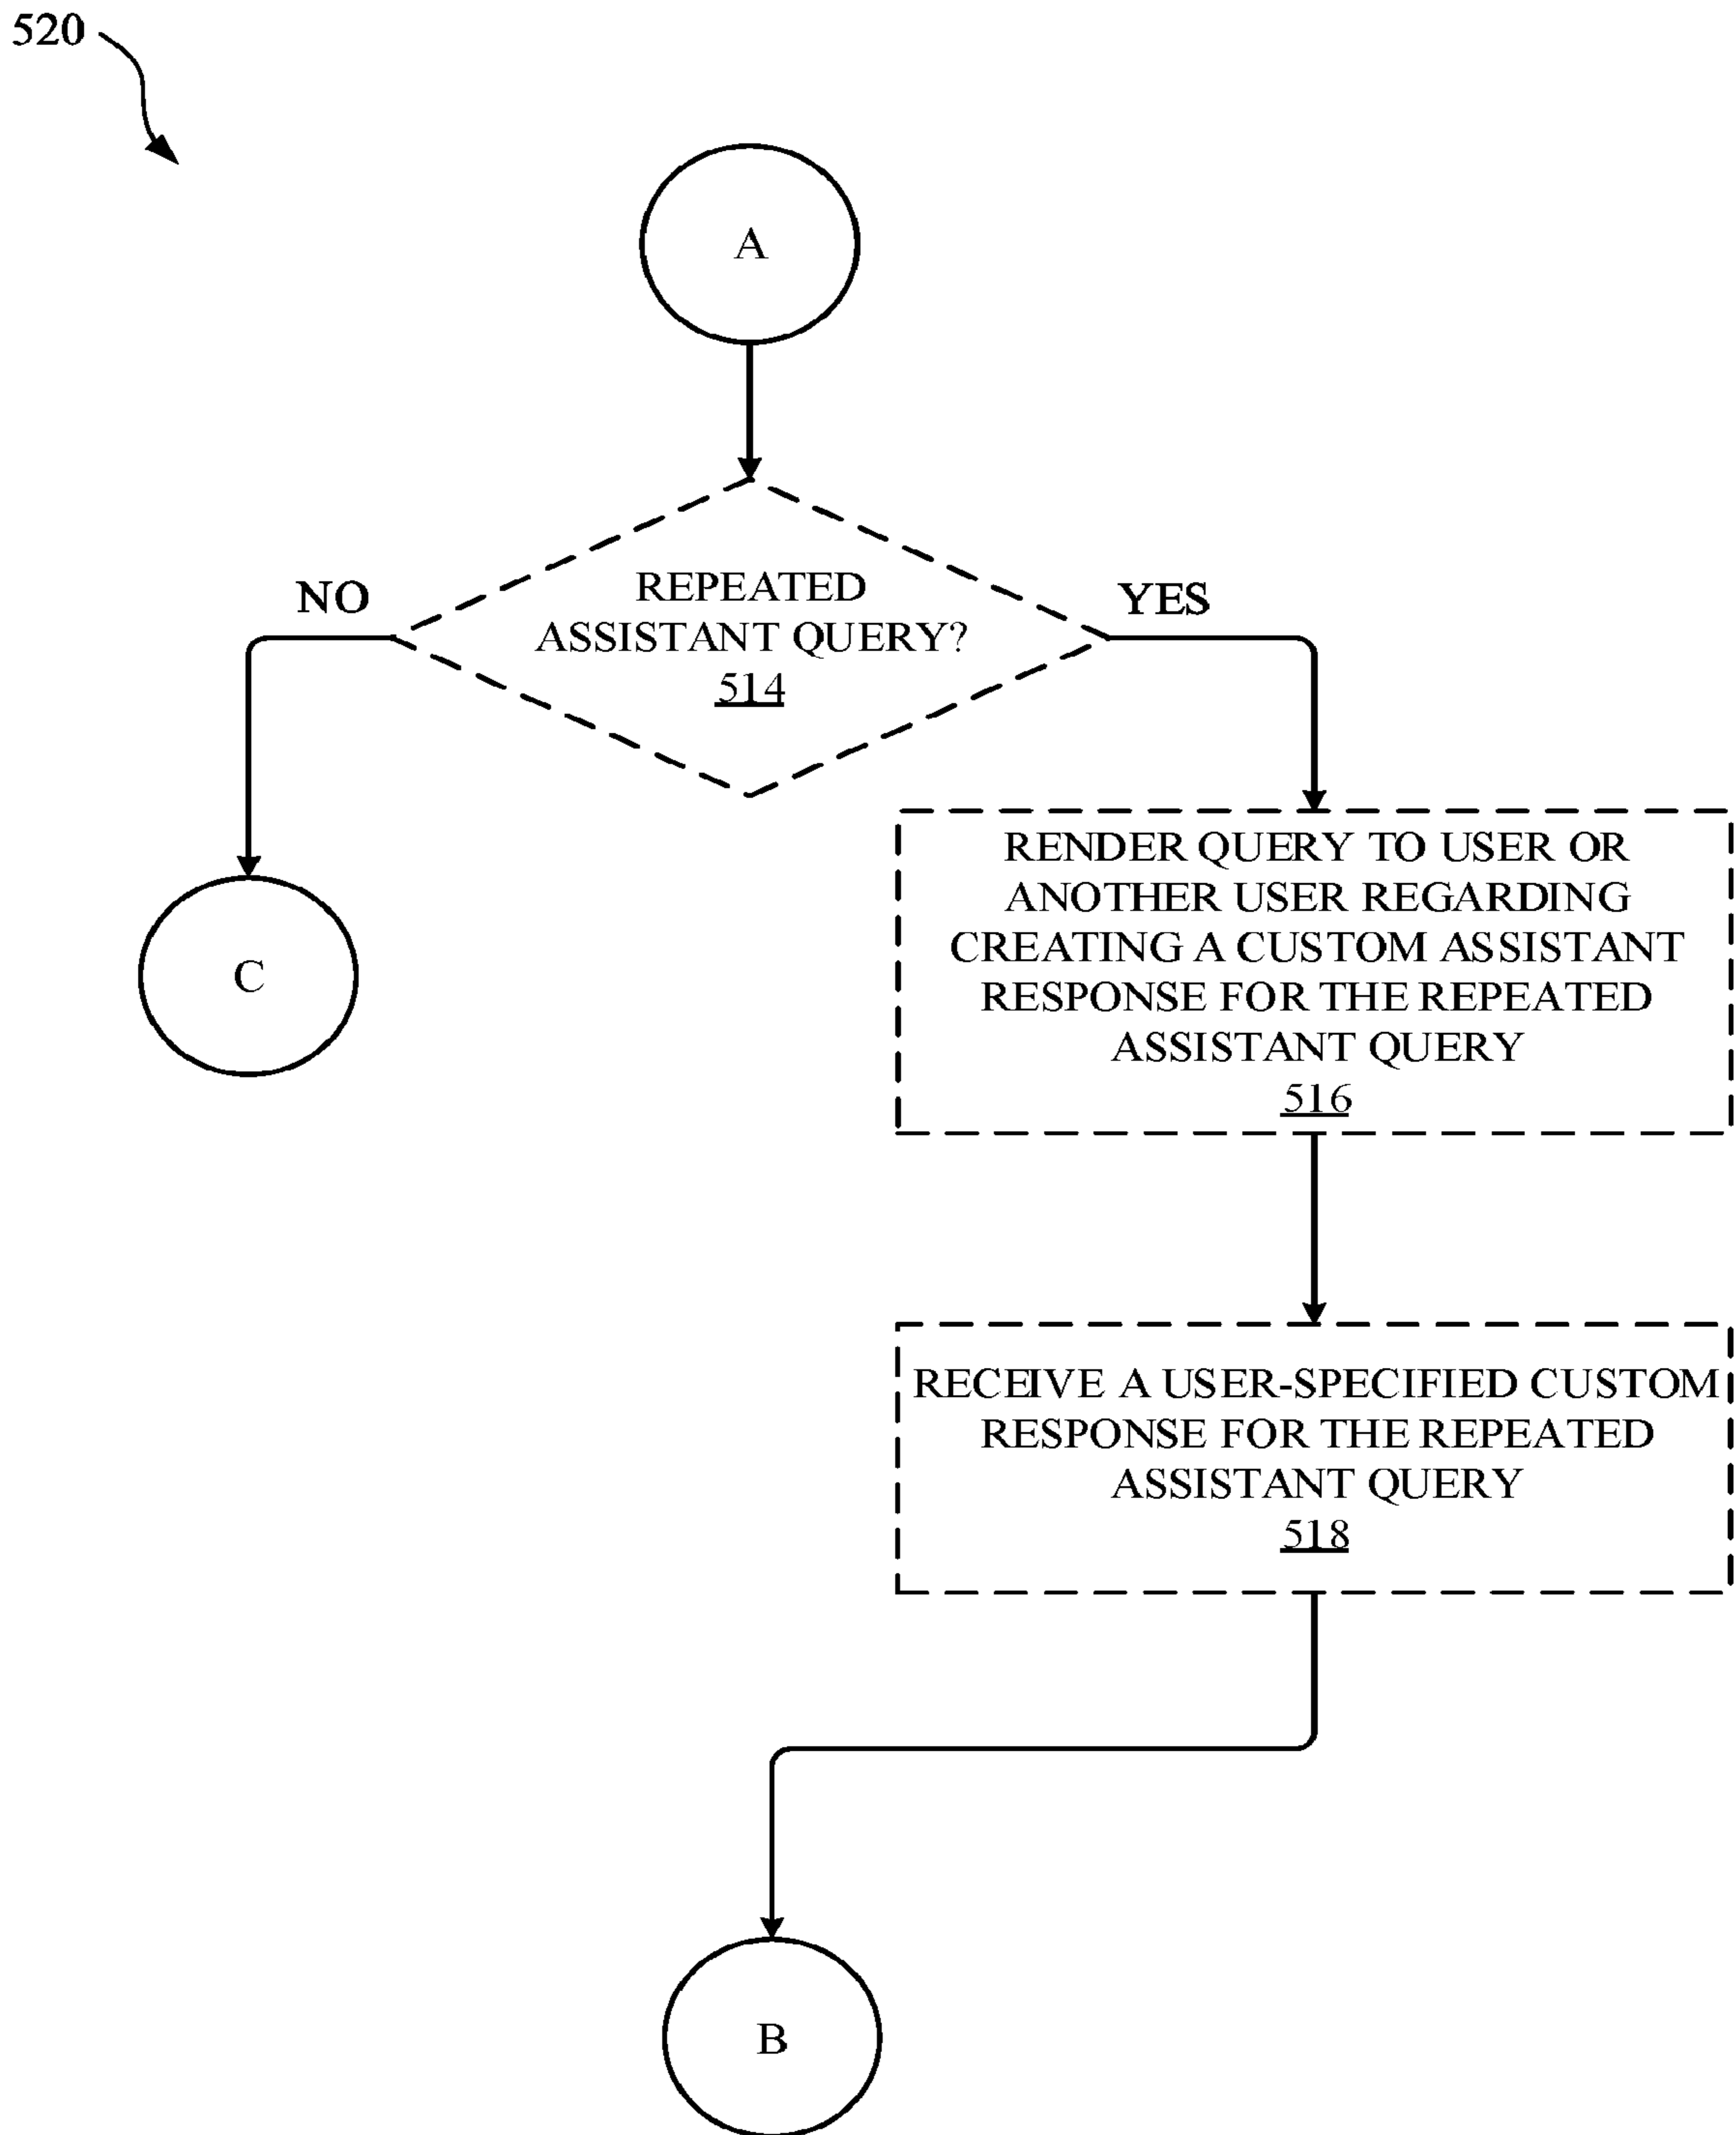 520
A
REPEATED
ASSISTANT QUERY?
514
NO
YES
RENDER QUERY TO USER OR
ANOTHER USER REGARDING
CREATING A CUSTOM ASSISTANT
RESPONSE FOR THE REPEATED
ASSISTANT QUERY
516
C
RECEIVE A USER-SPECIFIED CUSTOM
RESPONSE FOR THE REPEATED
ASSISTANT QUERY
518
B